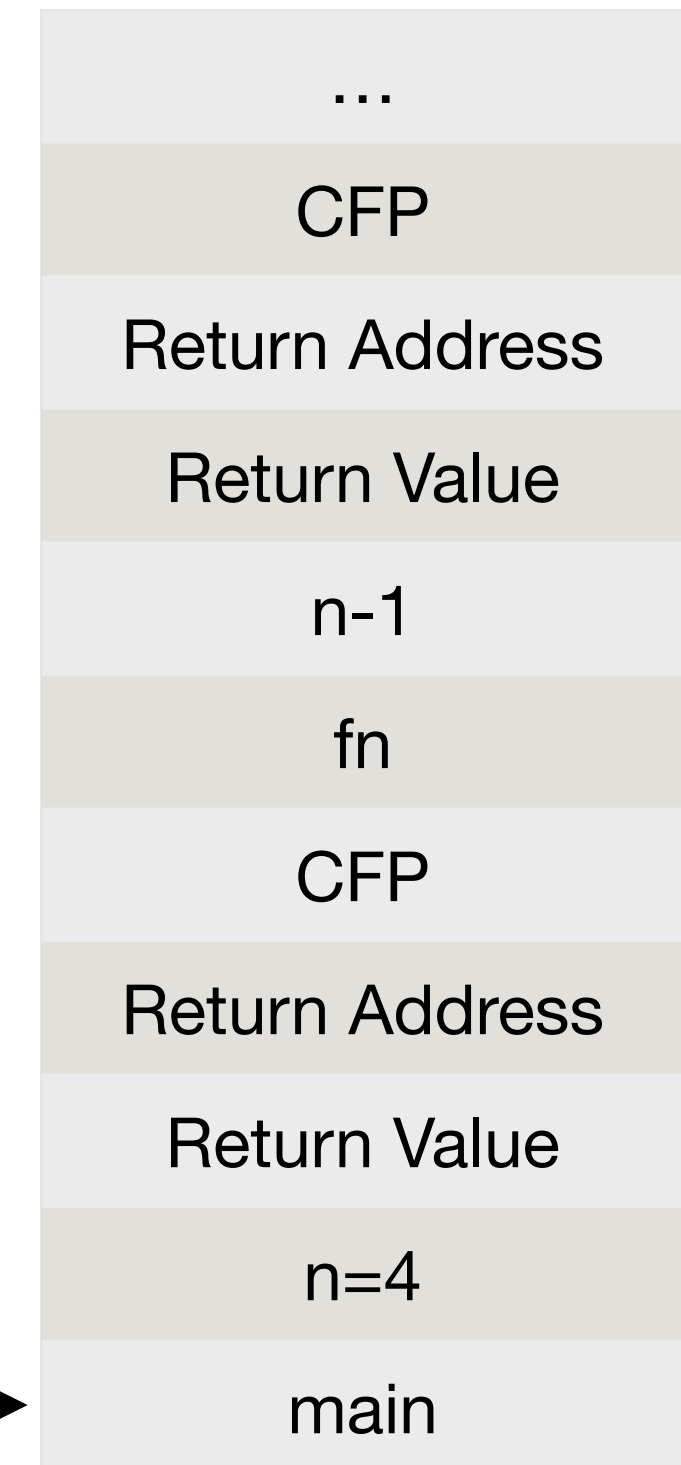 ...
CFP
Return Address
Return Value
n-1
fn
CFP
Return Address
Return Value
n=4
main